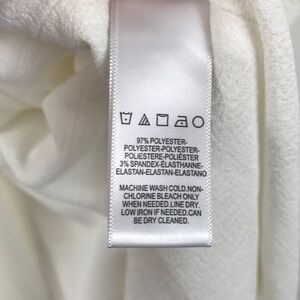 97% POLYESTER-
POLYESTER-POLYESTER-
POLIESTERE-POLIÉSTER
3% SPANDEX-ÉLASTHANNE-
ELASTAN-ELASTAN-ELASTANO
MACHINE WASH COLD.NON-
CHLORINE BLEACH ONLY
WHEN NEEDED.LINE DRY.
LOW IRON IF NEEDED.CAN
BE DRY CLEANED.